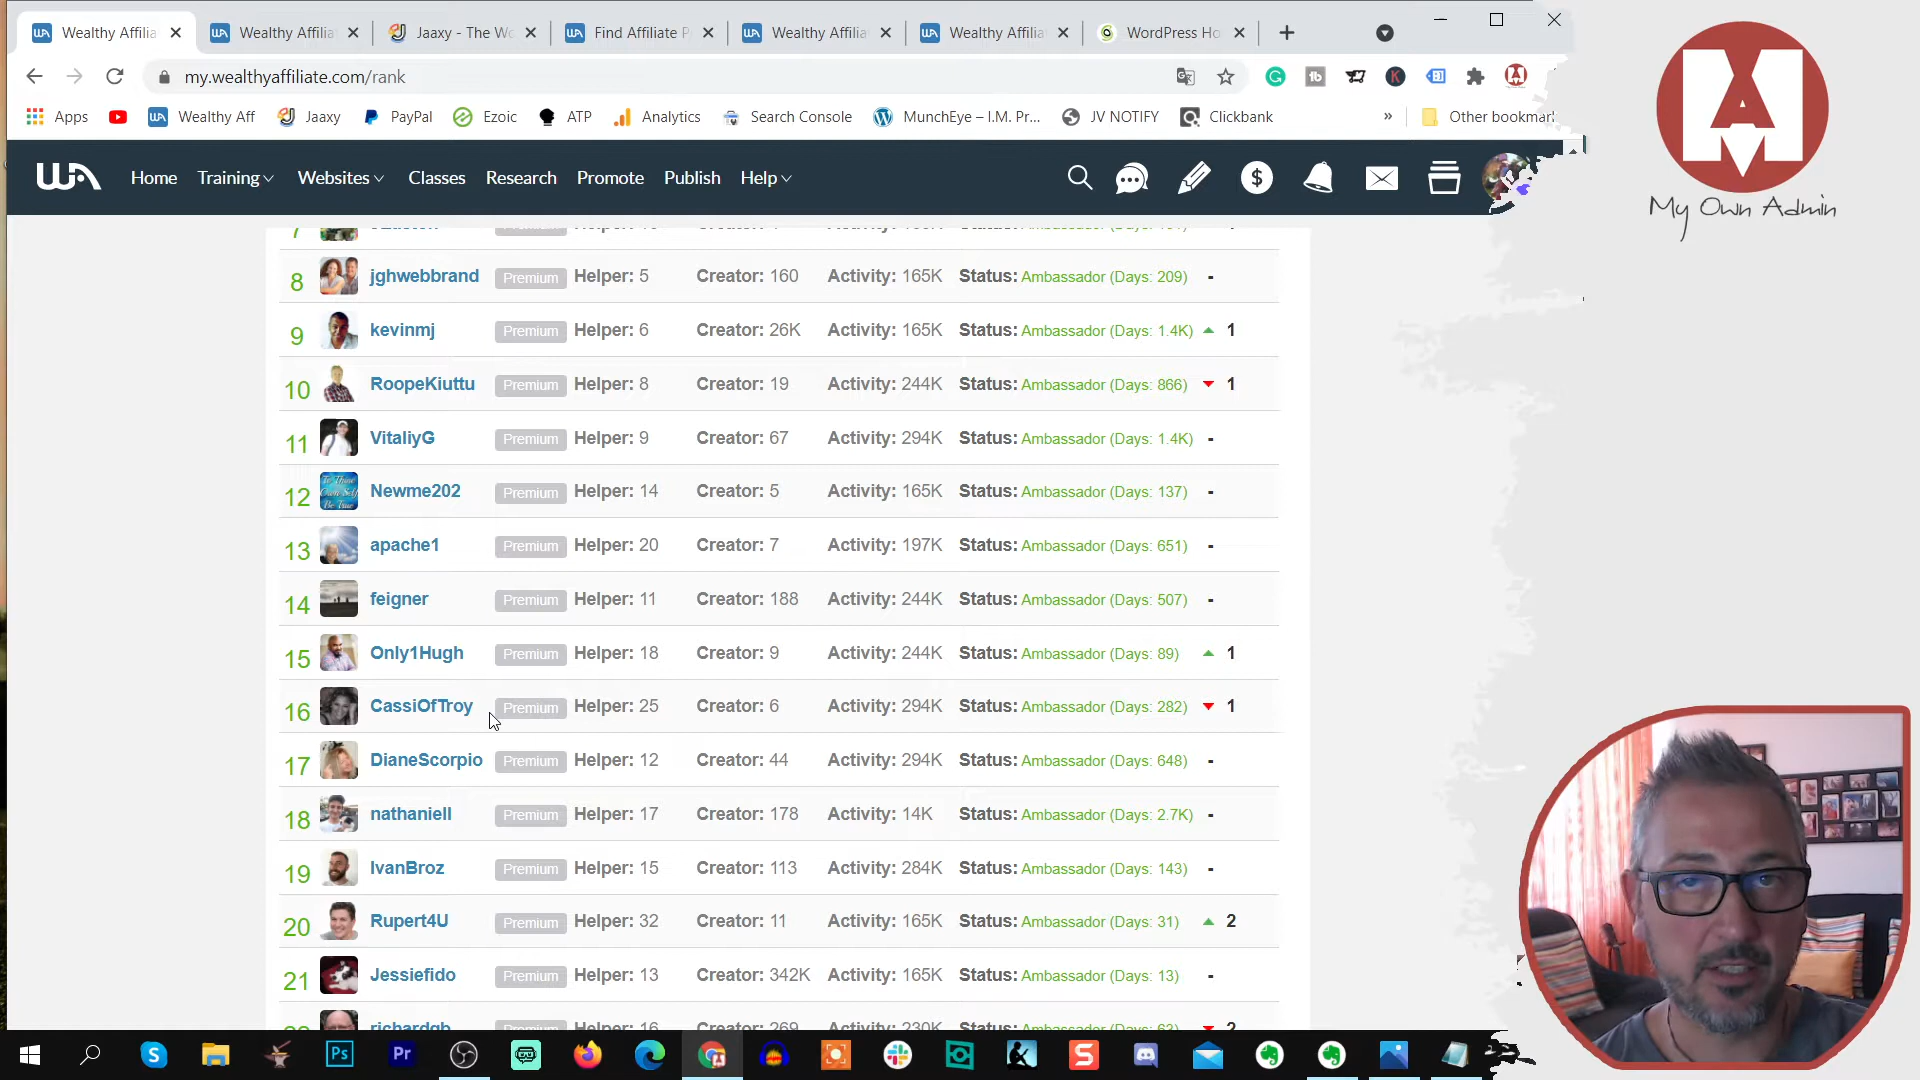 Wealthy Affilia
Wealthy Affilia
Jaaxy - The Wo
Find Affiliate P
Wealthy Affilia
Wealthy Affilia
WordPress Ho
my.wealthyaffiliate.com/rank
Apps
Wealthy Aff
Jaaxy
PayPal
Ezoic
ATP
Analytics
Search Console
MunchEye – I.M. Pr...
JV NOTIFY
Clickbank
»
Other bookmar
WA Home Training Websites Classes Research Promote Publish Help
My Own Admin
8 jghwebbrand Premium Helper: 5 Creator: 160 Activity: 165K Status: Ambassador (Days: 209) -
9 kevinmj Premium Helper: 6 Creator: 26K Activity: 165K Status: Ambassador (Days: 1.4K) 1
10 RoopeKiuttu Premium Helper: 8 Creator: 19 Activity: 244K Status: Ambassador (Days: 866) 1
11 VitaliyG Premium Helper: 9 Creator: 67 Activity: 294K Status: Ambassador (Days: 1.4K) -
12 Newme202 Premium Helper: 14 Creator: 5 Activity: 165K Status: Ambassador (Days: 137) -
13 apache1 Premium Helper: 20 Creator: 7 Activity: 197K Status: Ambassador (Days: 651) -
14 feigner Premium Helper: 11 Creator: 188 Activity: 244K Status: Ambassador (Days: 507) -
15 Only1Hugh Premium Helper: 18 Creator: 9 Activity: 244K Status: Ambassador (Days: 89) 1
16 CassiOfTroy Premium Helper: 25 Creator: 6 Activity: 294K Status: Ambassador (Days: 282) 1
17 DianeScorpio Premium Helper: 12 Creator: 44 Activity: 294K Status: Ambassador (Days: 648) -
18 nathaniell Premium Helper: 17 Creator: 178 Activity: 14K Status: Ambassador (Days: 2.7K) -
19 IvanBroz Premium Helper: 15 Creator: 113 Activity: 284K Status: Ambassador (Days: 143) -
20 Rupert4U Premium Helper: 32 Creator: 11 Activity: 165K Status: Ambassador (Days: 31) 2
21 Jessiefido Premium Helper: 13 Creator: 342K Activity: 165K Status: Ambassador (Days: 13) -